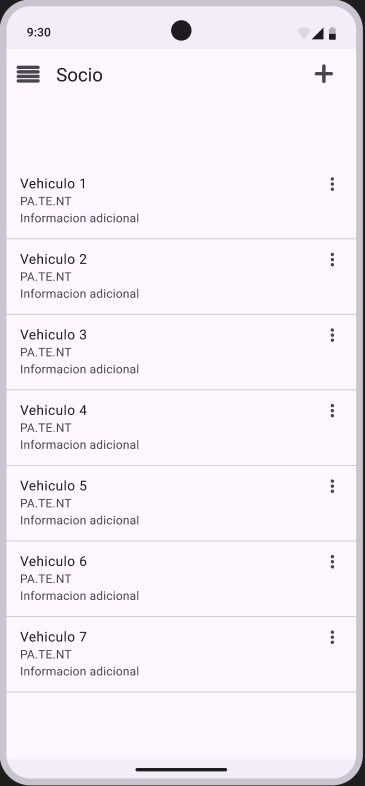 9:30
Socio
Vehiculo 1
PA.TE.NT
Informacion adicional
Vehiculo 2
PA.TE.NT
Informacion adicional
Vehiculo 3
PA.TE.NT
Informacion adicional
Vehiculo 4
PA.TE.NT
Informacion adicional
Vehiculo 5
PA.TE.NT
Informacion adicional
Vehiculo 6
PA.TE.NT
Informacion adicional
Vehiculo 7
PA.TE.NT
Informacion adicional